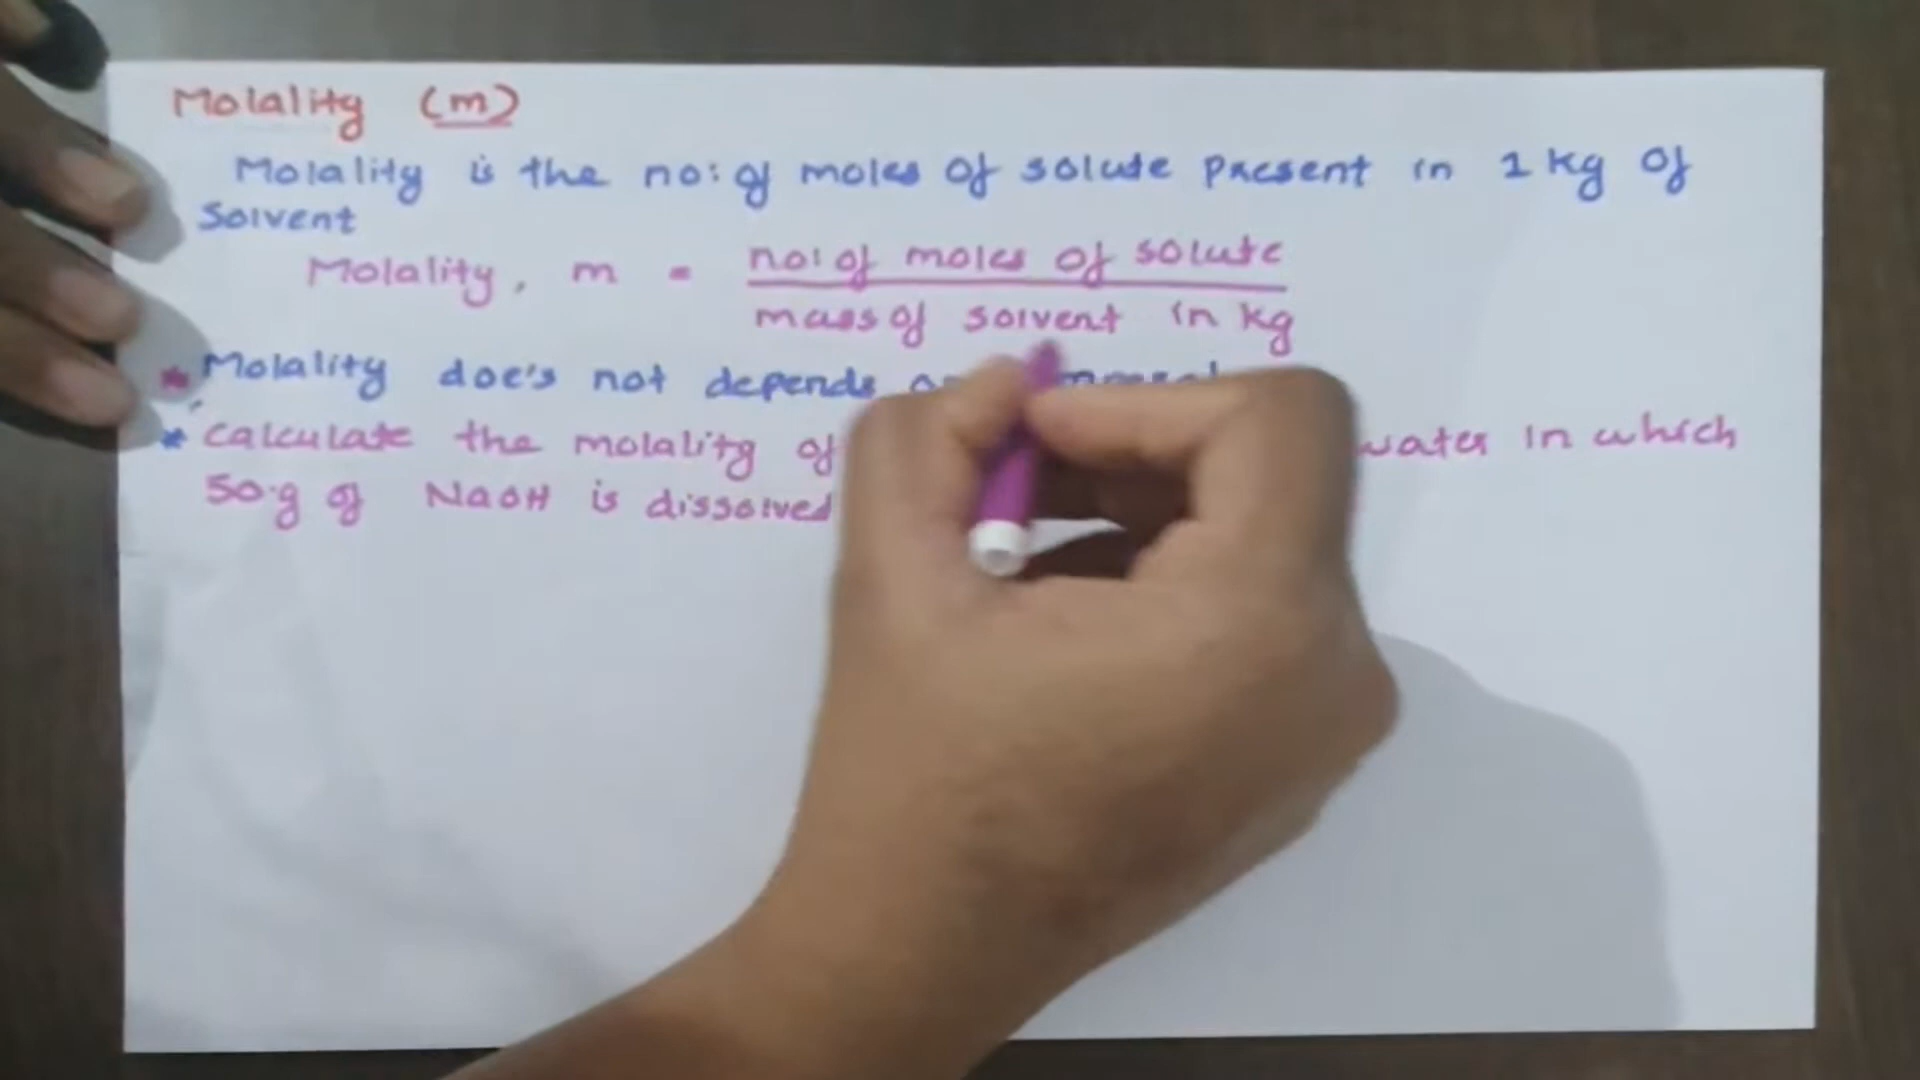 Molality (m)
Molality is the no: of moles of solute present in 1 kg of
Solvent
Molality, m = no: of moles of solute
mass of solvent in kg
* Molality doe's not depends
* Calculate the molality of water in which
50.g of NaOH is dissolved